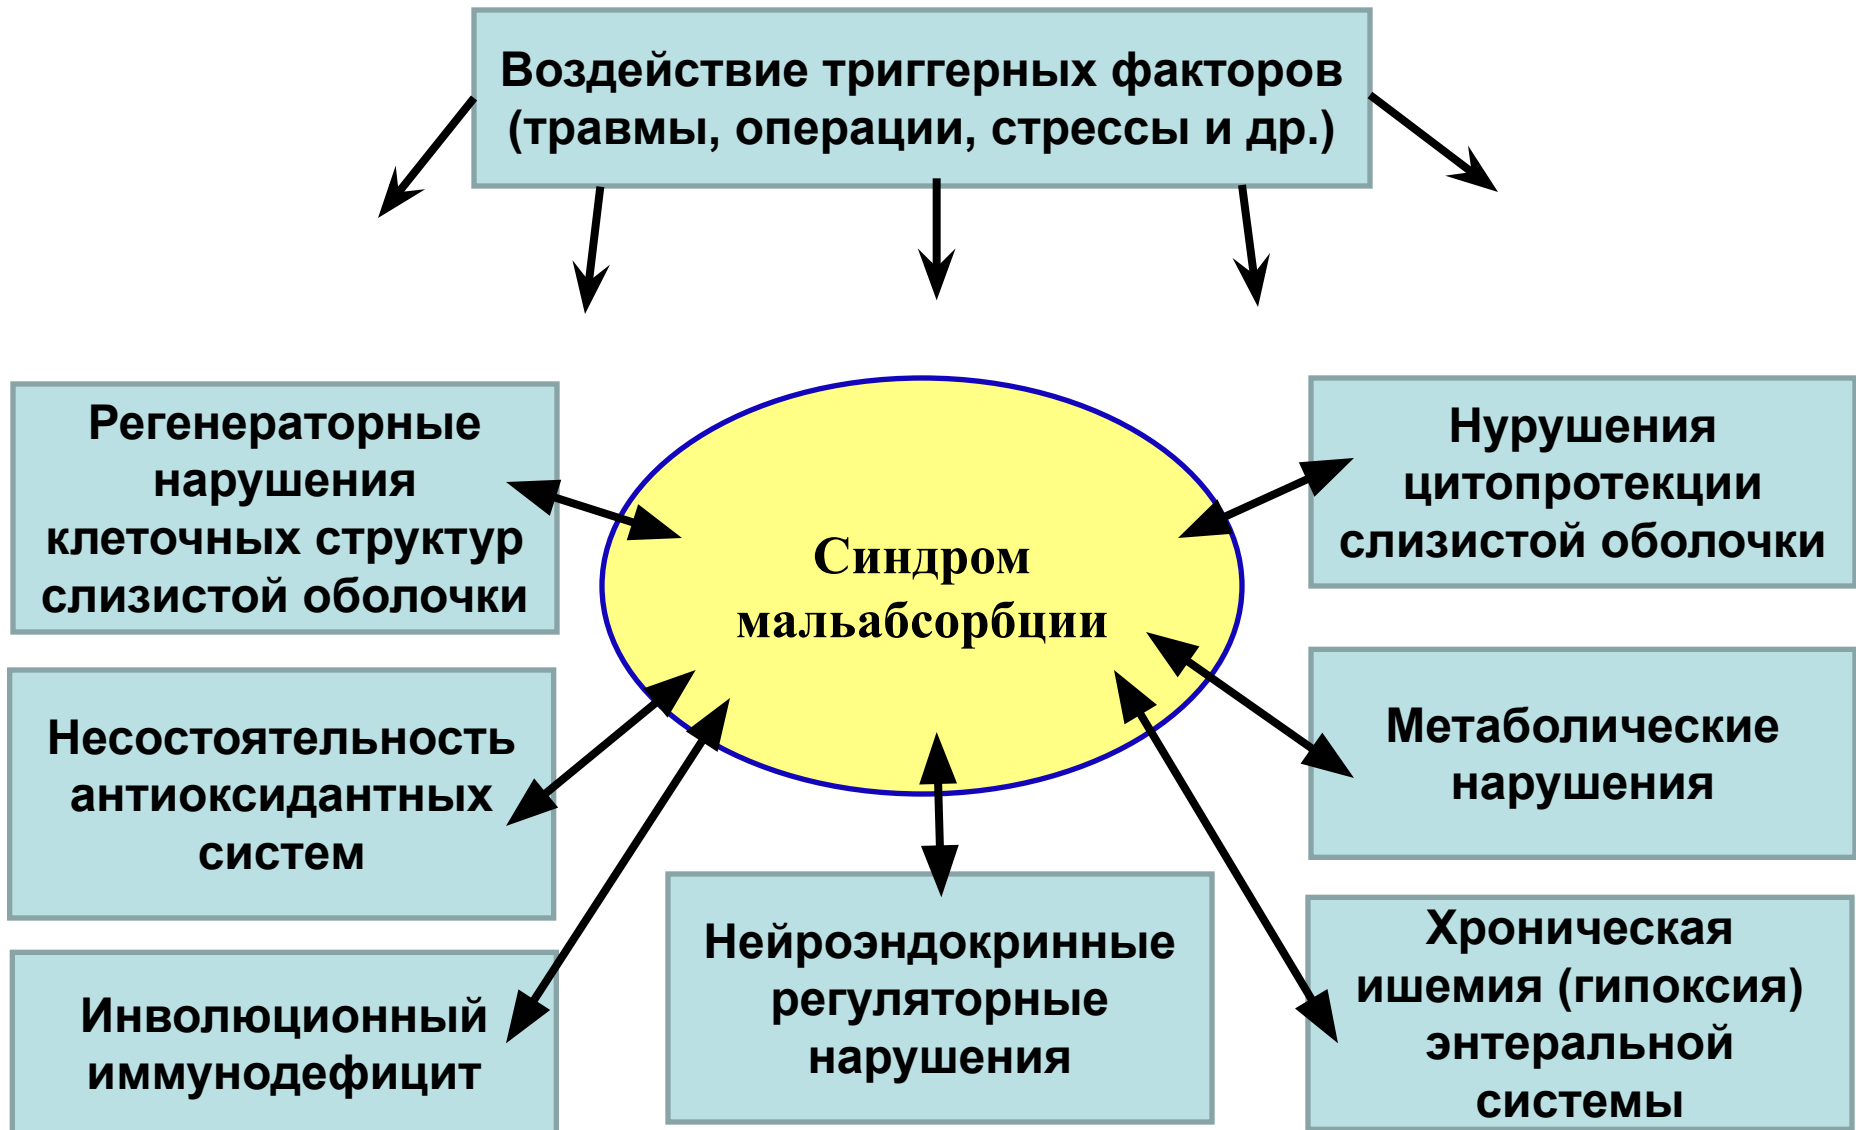 Воздействие триггерных факторов
(травмы, операции, стрессы и др.)
Регенераторные
нарушения
клеточных структур
слизистой оболочки
Нурушения
цитопротекции
слизистой оболочки
Синдром
мальабсорбции
Несостоятельность
антиоксидантных
систем
Метаболические
нарушения
Инволюционный
иммунодефицит
Нейроэндокринные
регуляторные
нарушения
Хроническая
ишемия (гипоксия)
энтеральной
системы